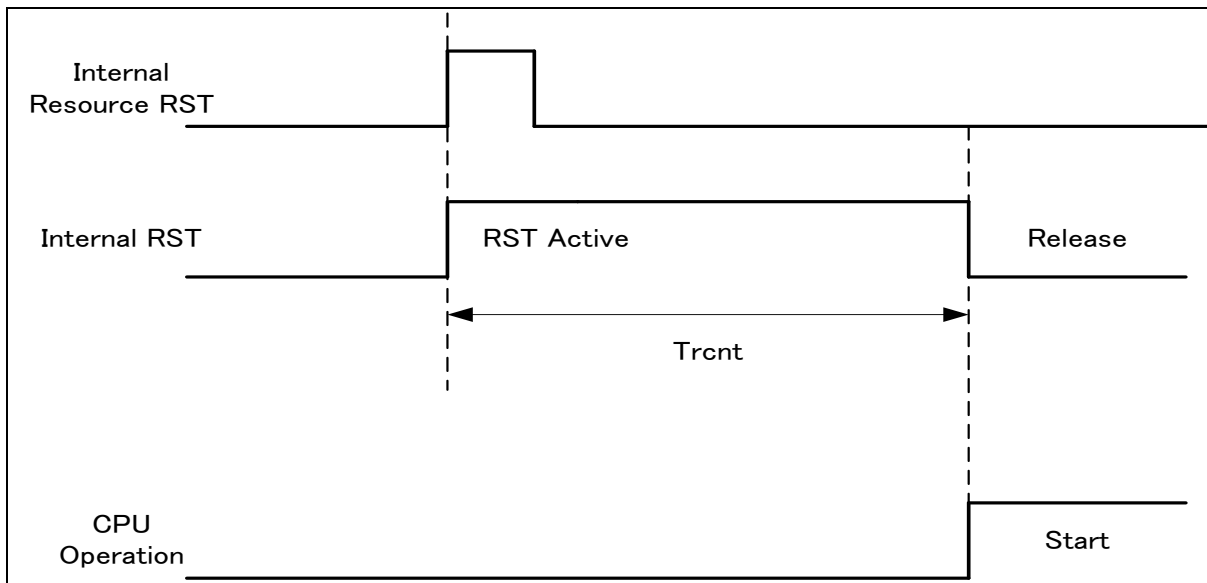 Internal
Resource RST
Internal RST
RST Active
Release
Trcnt
CPU
Operation
Start